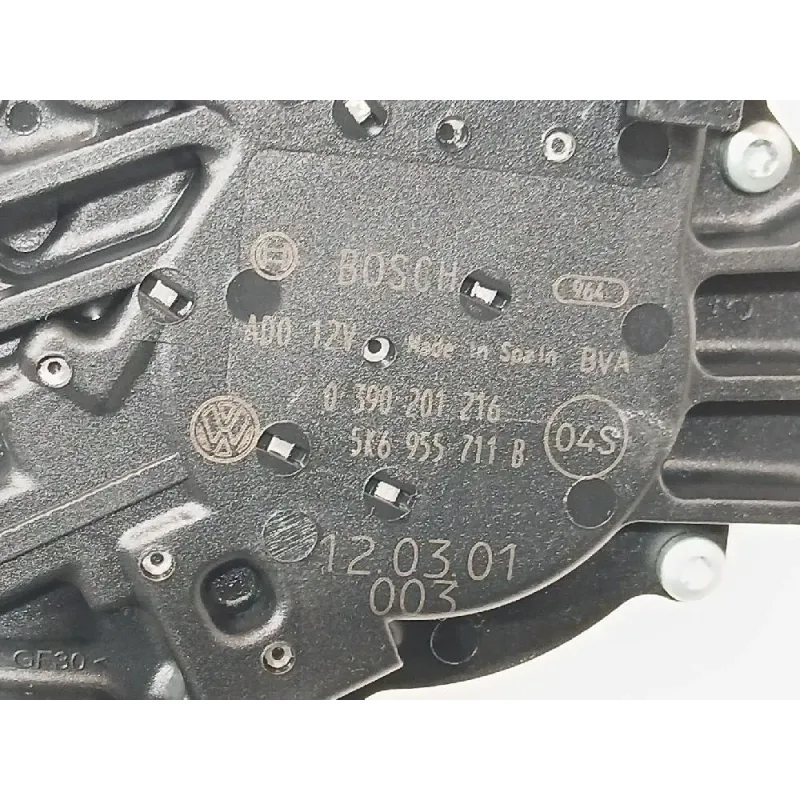 BOSCH
964
A00 12V Made in Spain BVA
0 390 201 216
5K6 955 711 B 04S
12.03.01
003
GF30<